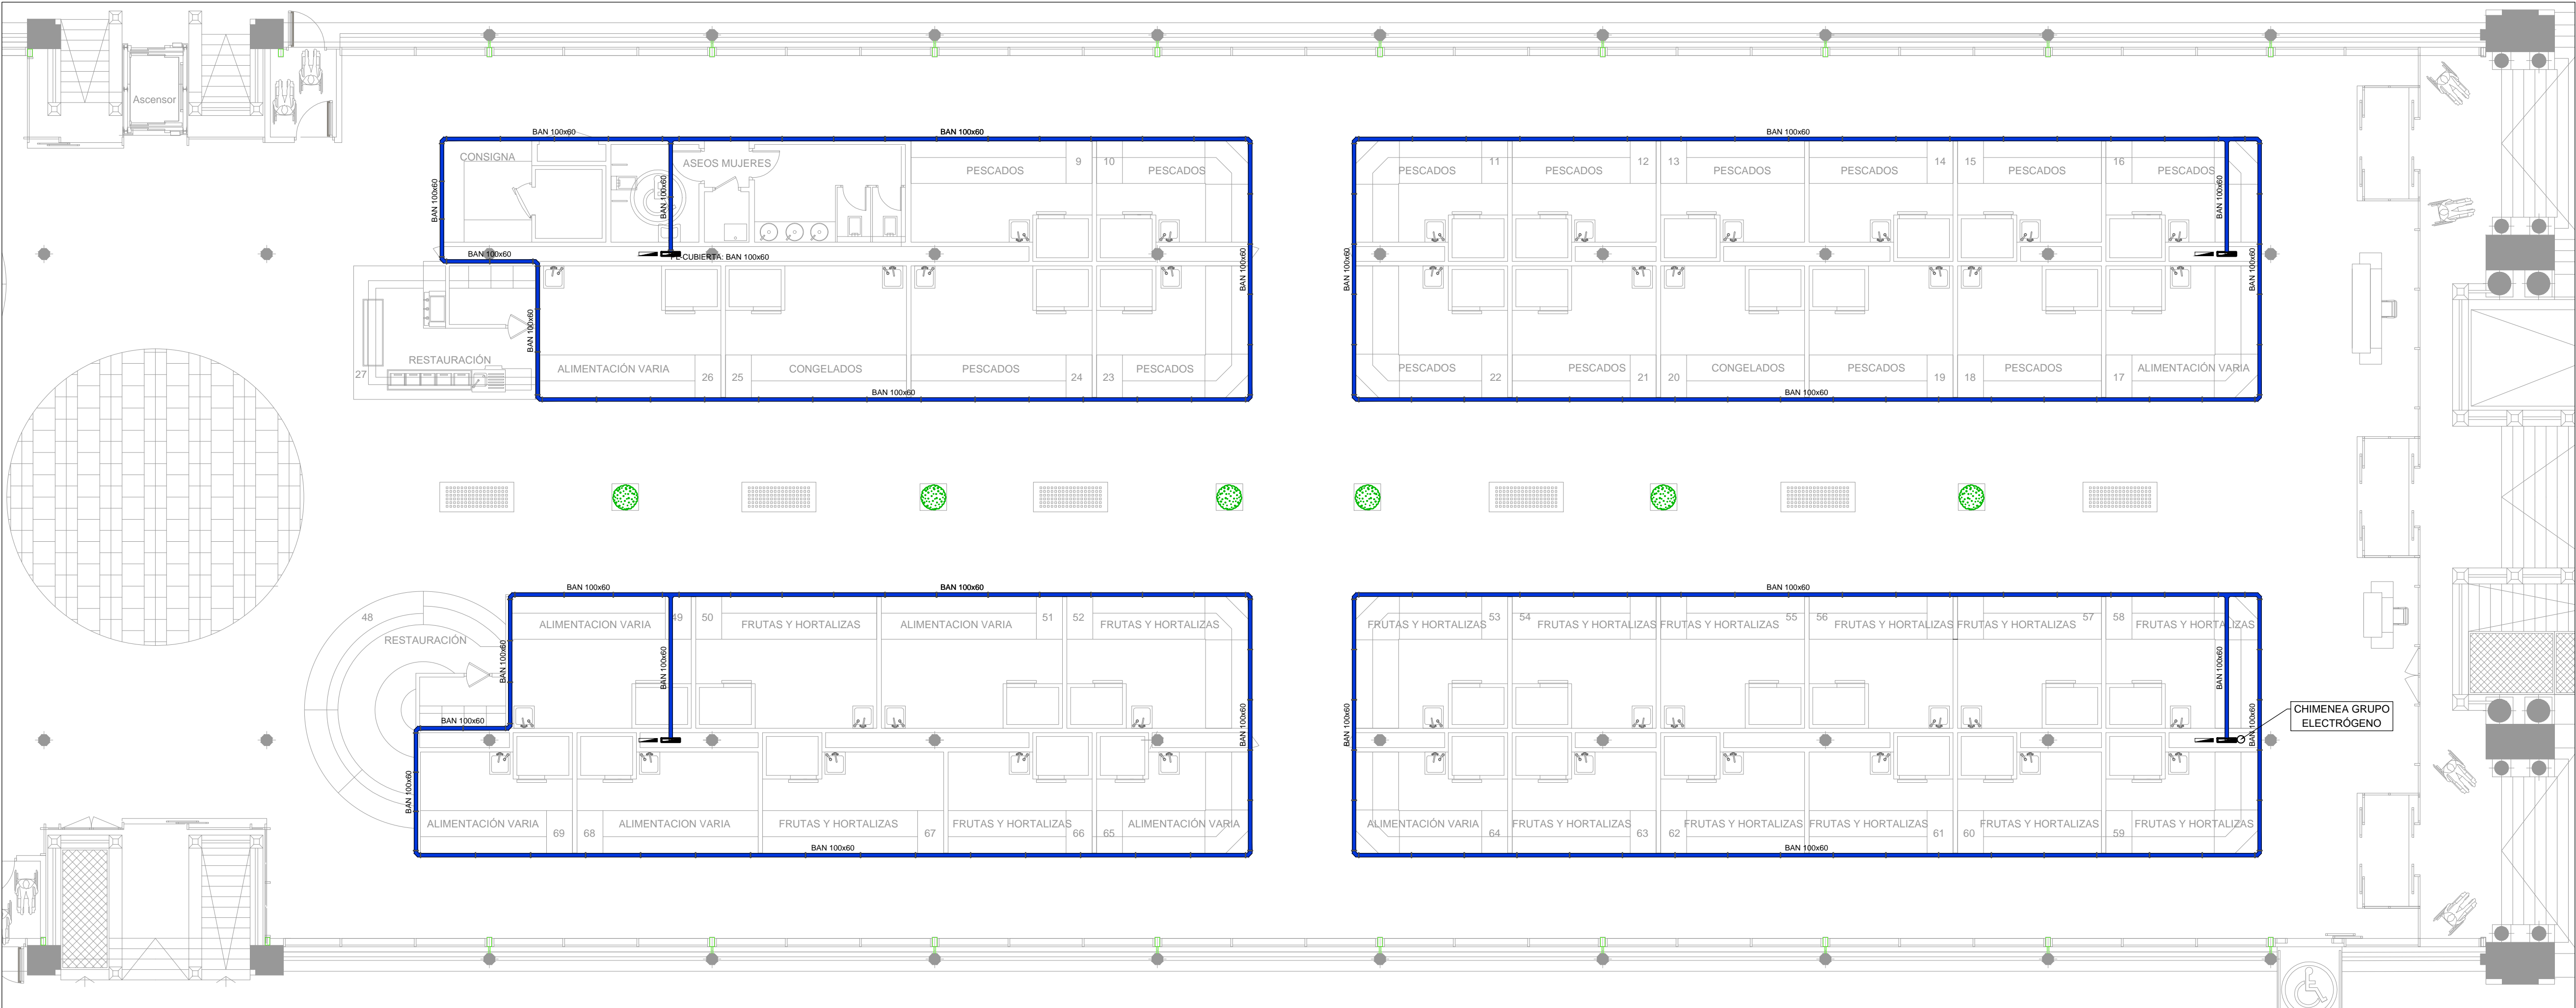 Ascensor
BAN 100x60
BAN 100x60
BAN 100x60
CONSIGNA
ASEOS MUJERES
9
10
PESCADOS
PESCADOS
11
12
13
14
15
16
PESCADOS
PESCADOS
PESCADOS
PESCADOS
PESCADOS
PESCADOS
BAN 100x60
BAN 100x60
BAN 100x60
BAN 100x60
CUBIERTA: BAN 100x60
BAN 100x60
BAN 100x60
BAN 100x60
BAN 100x60
RESTAURACIÓN
27
ALIMENTACIÓN VARIA
26
25
CONGELADOS
PESCADOS
24
23
PESCADOS
PESCADOS
22
PESCADOS
21
20
CONGELADOS
PESCADOS
19
18
PESCADOS
17
ALIMENTACIÓN VARIA
BAN 100x60
BAN 100x60
BAN 100x60
BAN 100x60
BAN 100x60
48
RESTAURACIÓN
ALIMENTACION VARIA
49
50
FRUTAS Y HORTALIZAS
ALIMENTACION VARIA
51
52
FRUTAS Y HORTALIZAS
FRUTAS Y HORTALIZAS
53
54
FRUTAS Y HORTALIZAS
FRUTAS Y HORTALIZAS
55
56
FRUTAS Y HORTALIZAS
FRUTAS Y HORTALIZAS
57
58
FRUTAS Y HORTALIZAS
BAN 100x60
BAN 100x60
BAN 100x60
BAN 100x60
BAN 100x60
BAN 100x60
BAN 100x60
BAN 100x60
CHIMENEA GRUPO
ELECTRÓGENO
ALIMENTACIÓN VARIA
69
68
ALIMENTACION VARIA
FRUTAS Y HORTALIZAS
67
FRUTAS Y HORTALIZAS
66
65
ALIMENTACIÓN VARIA
ALIMENTACIÓN VARIA
64
FRUTAS Y HORTALIZAS
63
62
FRUTAS Y HORTALIZAS
FRUTAS Y HORTALIZAS
61
60
FRUTAS Y HORTALIZAS
59
FRUTAS Y HORTALIZAS
BAN 100x60
BAN 100x60